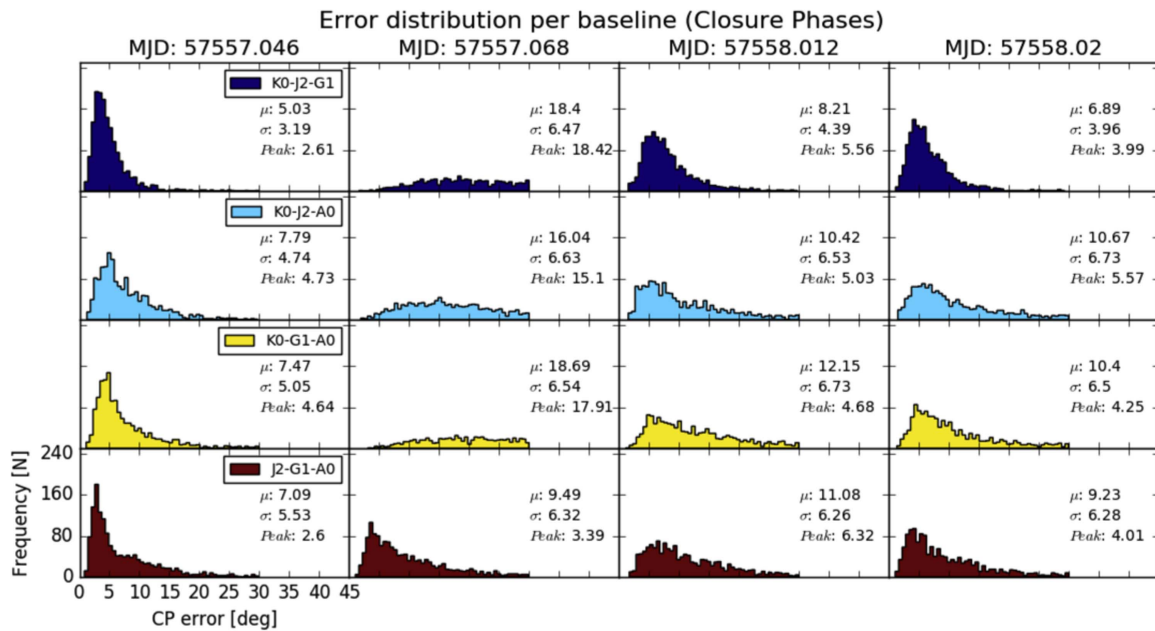 Error distribution per baseline (Closure Phases)
MJD: 57557.046 MJD: 57557.068 MJD: 57558.012 MJD: 57558.02
K0-J2-G1
μ: 5.03 μ: 18.4 μ: 8.21 μ: 6.89
σ: 3.19 σ: 6.47 σ: 4.39 σ: 3.96
Peak: 2.61 Peak: 18.42 Peak: 5.56 Peak: 3.99
K0-J2-A0
μ: 7.79 μ: 16.04 μ: 10.42 μ: 10.67
σ: 4.74 σ: 6.63 σ: 6.53 σ: 6.73
Peak: 4.73 Peak: 15.1 Peak: 5.03 Peak: 5.57
K0-G1-A0
μ: 7.47 μ: 18.69 μ: 12.15 μ: 10.4
σ: 5.05 σ: 6.54 σ: 6.73 σ: 6.5
Peak: 4.64 Peak: 17.91 Peak: 4.68 Peak: 4.25
J2-G1-A0
μ: 7.09 μ: 9.49 μ: 11.08 μ: 9.23
σ: 5.53 σ: 6.32 σ: 6.26 σ: 6.28
Peak: 2.6 Peak: 3.39 Peak: 6.32 Peak: 4.01
Frequency [N]
240
160
80
0
0 5 10 15 20 25 30 35 40 45
CP error [deg]